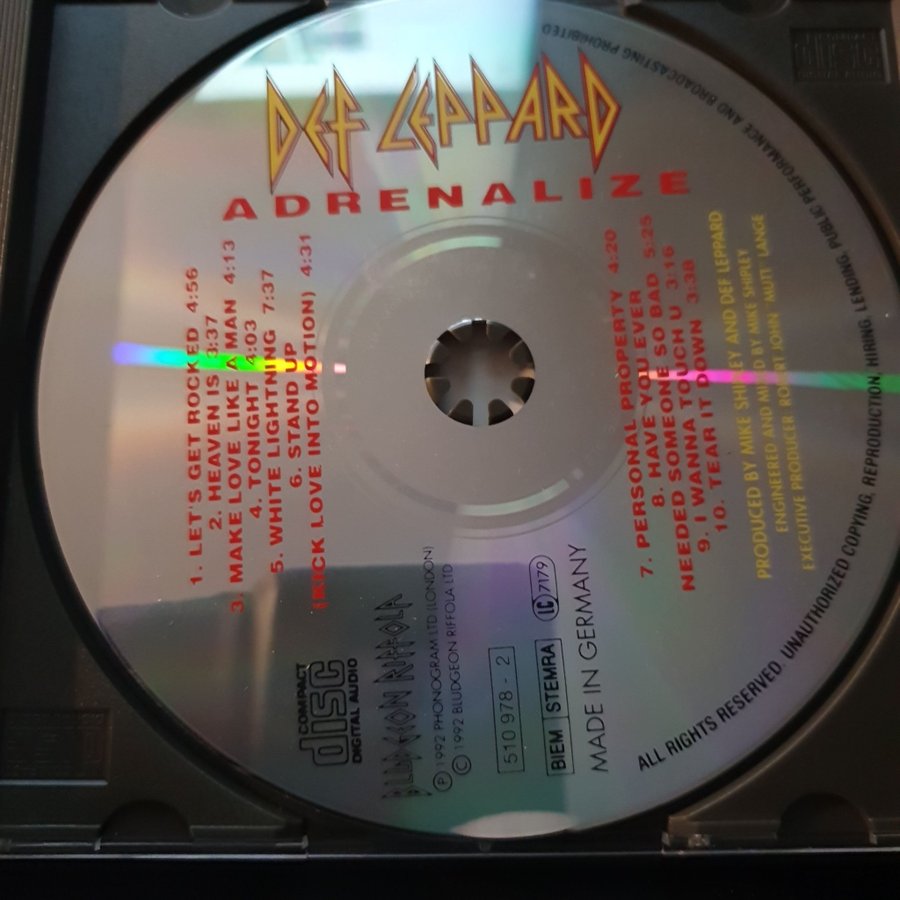 DEF LEPPARD
ADRENALIZE
1. LET'S GET ROCKED 4:56
2. HEAVEN IS 3:37
3. MAKE LOVE LIKE A MAN 4:13
4. TONIGHT 4:03
5. WHITE LIGHTNING 7:37
6. STAND UP
(KICK LOVE INTO MOTION) 4:31
7. PERSONAL PROPERTY 4:20
8. HAVE YOU EVER
NEEDED SOMEONE SO BAD 5:25
9. I WANNA TOUCH U 3:16
10. TEAR IT DOWN 3:38
PRODUCED BY MIKE SHIPLEY AND DEF LEPPARD
ENGINEERED AND MIXED BY MIKE SHIPLEY
EXECUTIVE PRODUCER ROBERT JOHN "MUTT" LANGE
COMPACT
disc
DIGITAL AUDIO
BLUDGEON RIFFOLA
Ⓟ 1992 PHONOGRAM LTD (LONDON)
© 1992 BLUDGEON RIFFOLA LTD
510 978 - 2
BIEM STEMRA
LC 7179
MADE IN GERMANY
ALL RIGHTS RESERVED. UNAUTHORIZED COPYING, REPRODUCTION, HIRING, LENDING, PUBLIC PERFORMANCE AND BROADCASTING PROHIBITED
COMPACT
disc
DIGITAL AUDIO